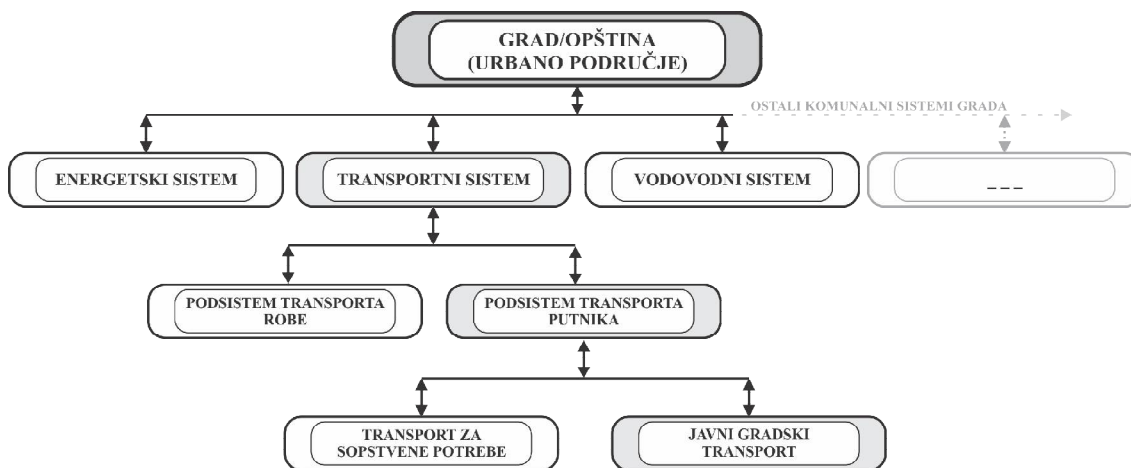 GRAD/OPŠTINA
(URBANO PODRUČJE)
OSTALI KOMUNALNI SISTEMI GRADA
ENERGETSKI SISTEM
TRANSPORTNI SISTEM
VODOVODNI SISTEM
_ _ _
PODSISTEM TRANSPORTA
ROBE
PODSISTEM TRANSPORTA
PUTNIKA
TRANSPORT ZA
SOPSTVENE POTREBE
JAVNI GRADSKI
TRANSPORT